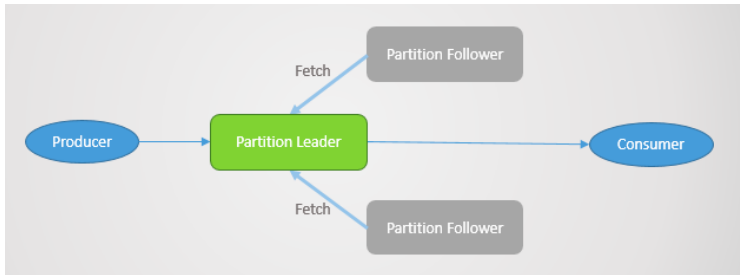 Partition Follower
Fetch
Producer
Partition Leader
Consumer
Fetch
Partition Follower